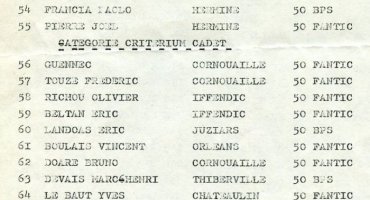 54 FRANCIA PAOLO HERMINE 50 BPS
55 PIERRE JOEL HERMINE 50 FANTIC
CATEGORIE CRITERIUM CADET
56 GUENNEC CORNOUAILLE 50 FANTIC
57 TOUZE FREDERIC CORNOUAILLE 50 FANTIC
58 RICHOU OLIVIER IFFENDIC 50 FANTIC
59 BELTAN ERIC IFFENDIC 50 FANTIC
60 LANDOAS ERIC JUZIARS 50 BPS
61 BOULAIS VINCENT ORLEANS 50 FANTIC
62 DOARE BRUNO CORNOUAILLE 50 FANTIC
63 DEVAIS MARC4HENRI THIBERVILLE 50 BPS
64 LE BAUT YVES CHATEAULIN 50 FANTIC